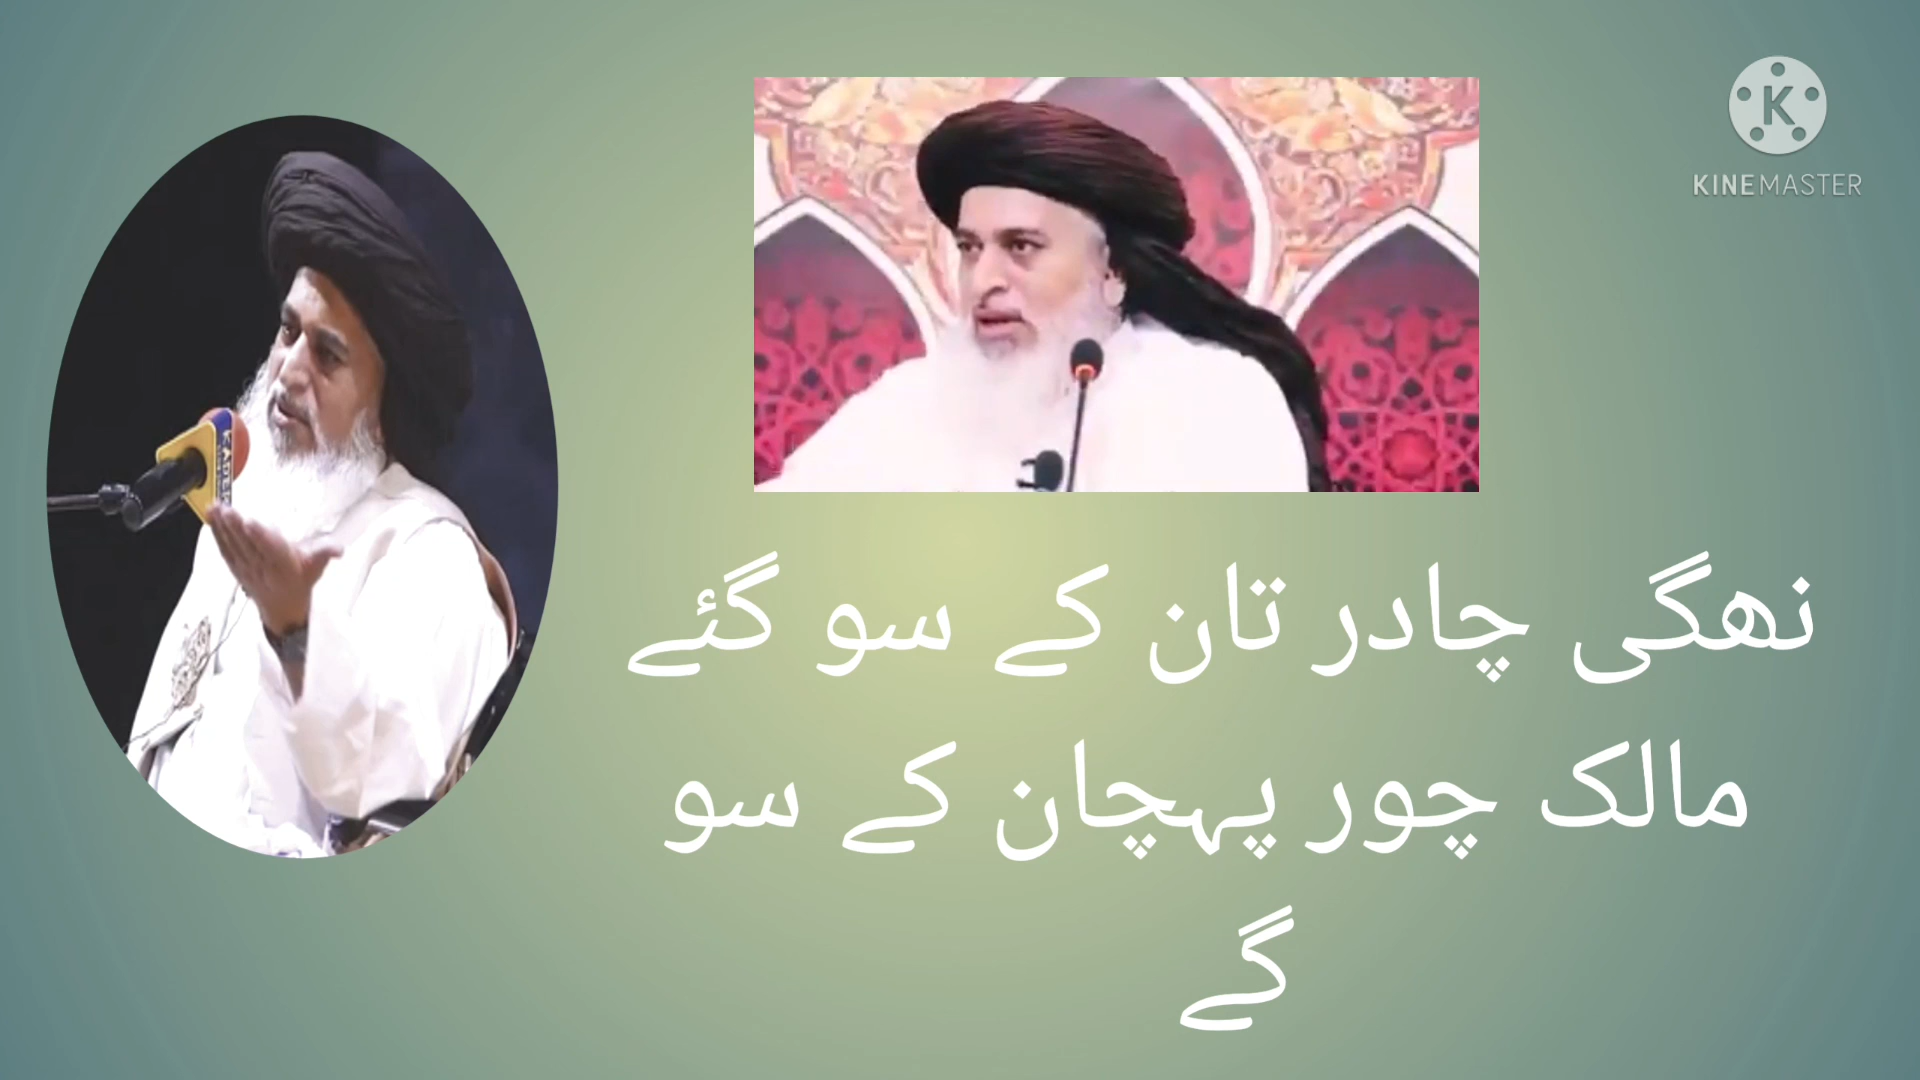 KINEMASTER
نھگی چادر تان کے سو گئے
مالک چور پہچان کے سو
گے